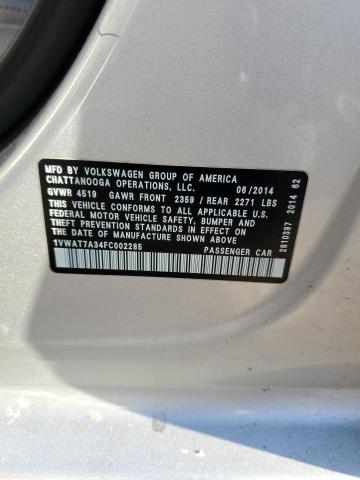 MFD BY VOLKSWAGEN GROUP OF AMERICA
CHATTANOOGA OPERATIONS, LLC. 06/2014
GVWR 4519 GAWR FRONT 2359 / REAR 2271 LBS
THIS VEHICLE CONFORMS TO ALL APPLICABLE U.S.
FEDERAL MOTOR VEHICLE SAFETY, BUMPER AND
THEFT PREVENTION STANDARDS IN EFFECT ON THE
DATE OF MANUFACTURE SHOWN ABOVE.
1VWAT7A34FC002285 PASSENGER CAR
2810397 2014 62